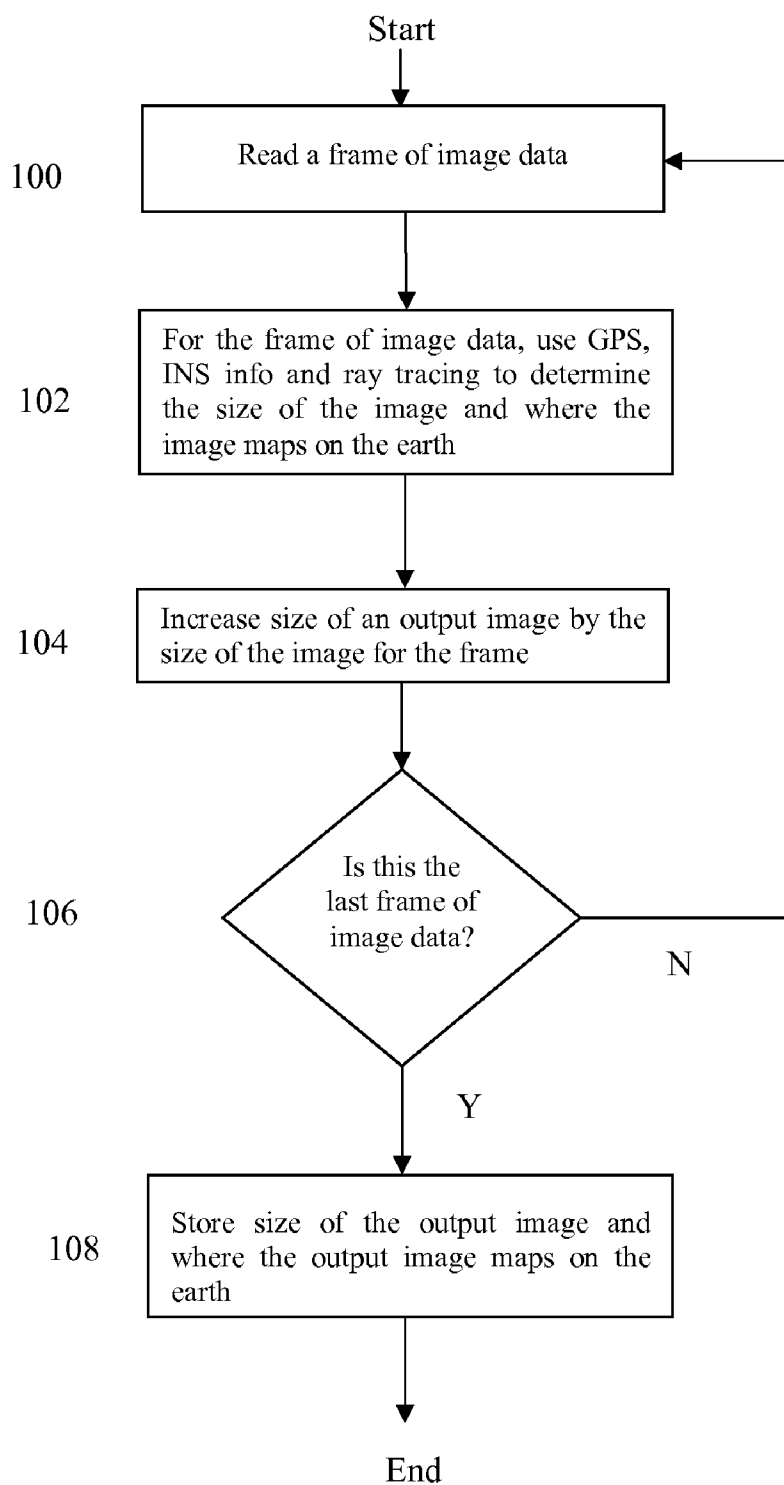 Start
100
Read a frame of image data
102
For the frame of image data, use GPS,
INS info and ray tracing to determine
the size of the image and where the
image maps on the earth
104
Increase size of an output image by the
size of the image for the frame
106
Is this the
last frame of
image data?
N
Y
108
Store size of the output image and
where the output image maps on the
earth
End